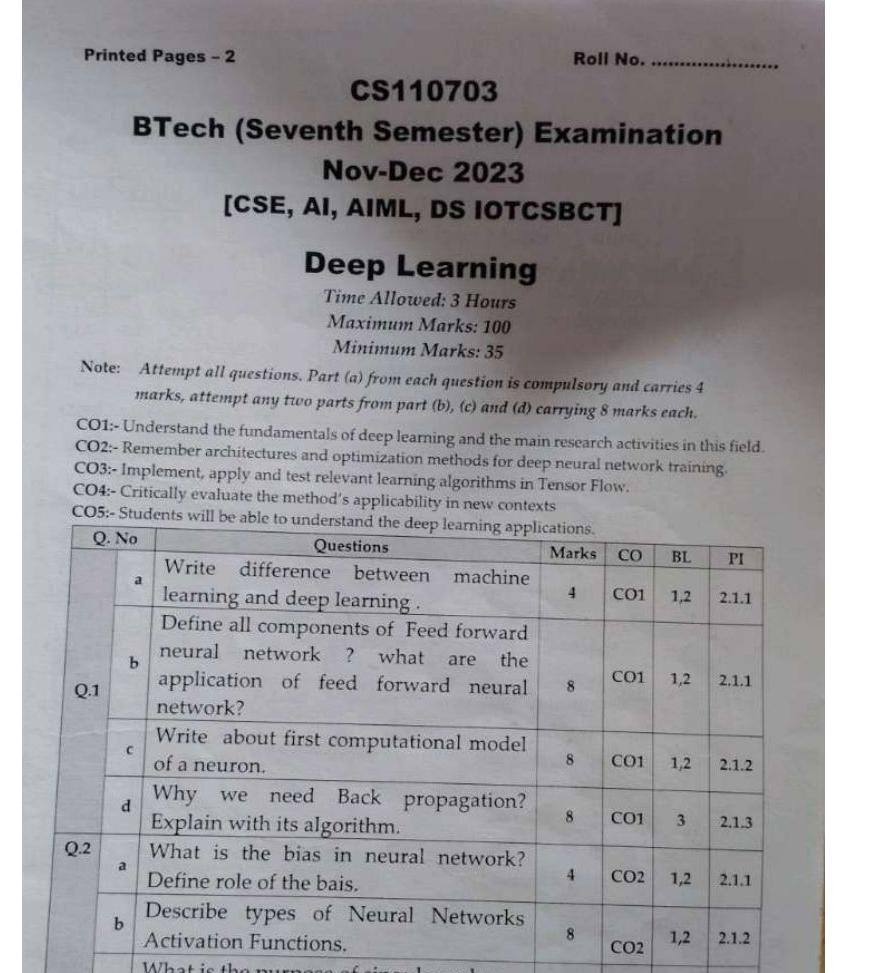 Printed Pages - 2 Roll No. ......................
CS110703
BTech (Seventh Semester) Examination
Nov-Dec 2023
[CSE, AI, AIML, DS IOTCSBCT]
Deep Learning
Time Allowed: 3 Hours
Maximum Marks: 100
Minimum Marks: 35
Note: Attempt all questions. Part (a) from each question is compulsory and carries 4
marks, attempt any two parts from part (b), (c) and (d) carrying 8 marks each.
CO1:- Understand the fundamentals of deep learning and the main research activities in this field.
CO2:- Remember architectures and optimization methods for deep neural network training.
CO3:- Implement, apply and test relevant learning algorithms in Tensor Flow.
CO4:- Critically evaluate the method's applicability in new contexts
CO5:- Students will be able to understand the deep learning applications.
Q. No Questions Marks CO BL PI
Q.1 a Write difference between machine
learning and deep learning . 4 CO1 1,2 2.1.1
b Define all components of Feed forward
neural network ? what are the
application of feed forward neural 8 CO1 1,2 2.1.1
network?
c Write about first computational model
of a neuron. 8 CO1 1,2 2.1.2
d Why we need Back propagation?
Explain with its algorithm. 8 CO1 3 2.1.3
Q.2 a What is the bias in neural network?
Define role of the bais. 4 CO2 1,2 2.1.1
b Describe types of Neural Networks
Activation Functions. 8 CO2 1,2 2.1.2
What is the purpose of